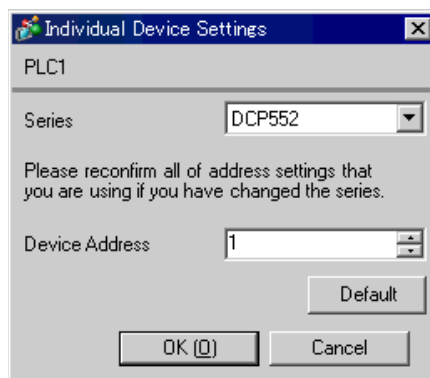 Individual Device Settings
PLC1
Series DCP552
Please reconfirm all of address settings that
you are using if you have changed the series.
Device Address 1
Default
OK (O) Cancel